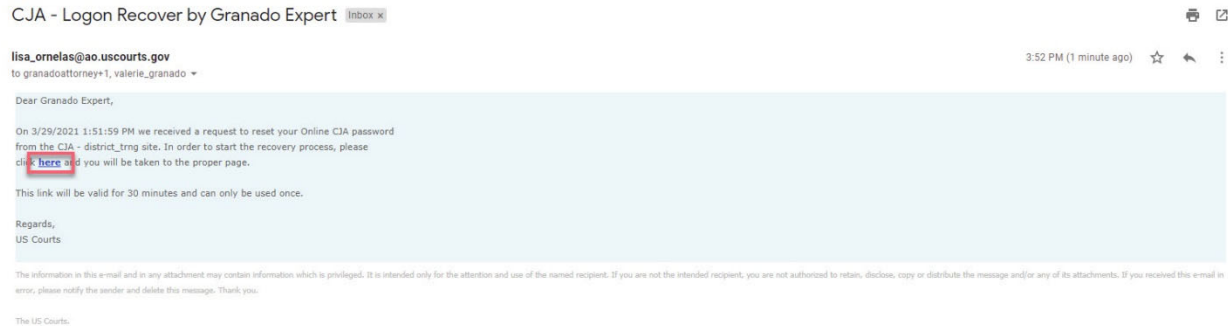 CJA - Logon Recover by Granado Expert Inbox x
lisa_ornelas@ao.uscourts.gov 3:52 PM (1 minute ago)
to granadoattorney+1, valerie_granado
Dear Granado Expert,
On 3/29/2021 1:51:59 PM we received a request to reset your Online CJA password
from the CJA - district_trng site. In order to start the recovery process, please
click here and you will be taken to the proper page.
This link will be valid for 30 minutes and can only be used once.
Regards,
US Courts
The information in this e-mail and in any attachment may contain information which is privileged. It is intended only for the attention and use of the named recipient. If you are not the intended recipient, you are not authorized to retain, disclose, copy or distribute the message and/or any of its attachments. If you received this e-mail in
error, please notify the sender and delete this message. Thank you.
The US Courts.